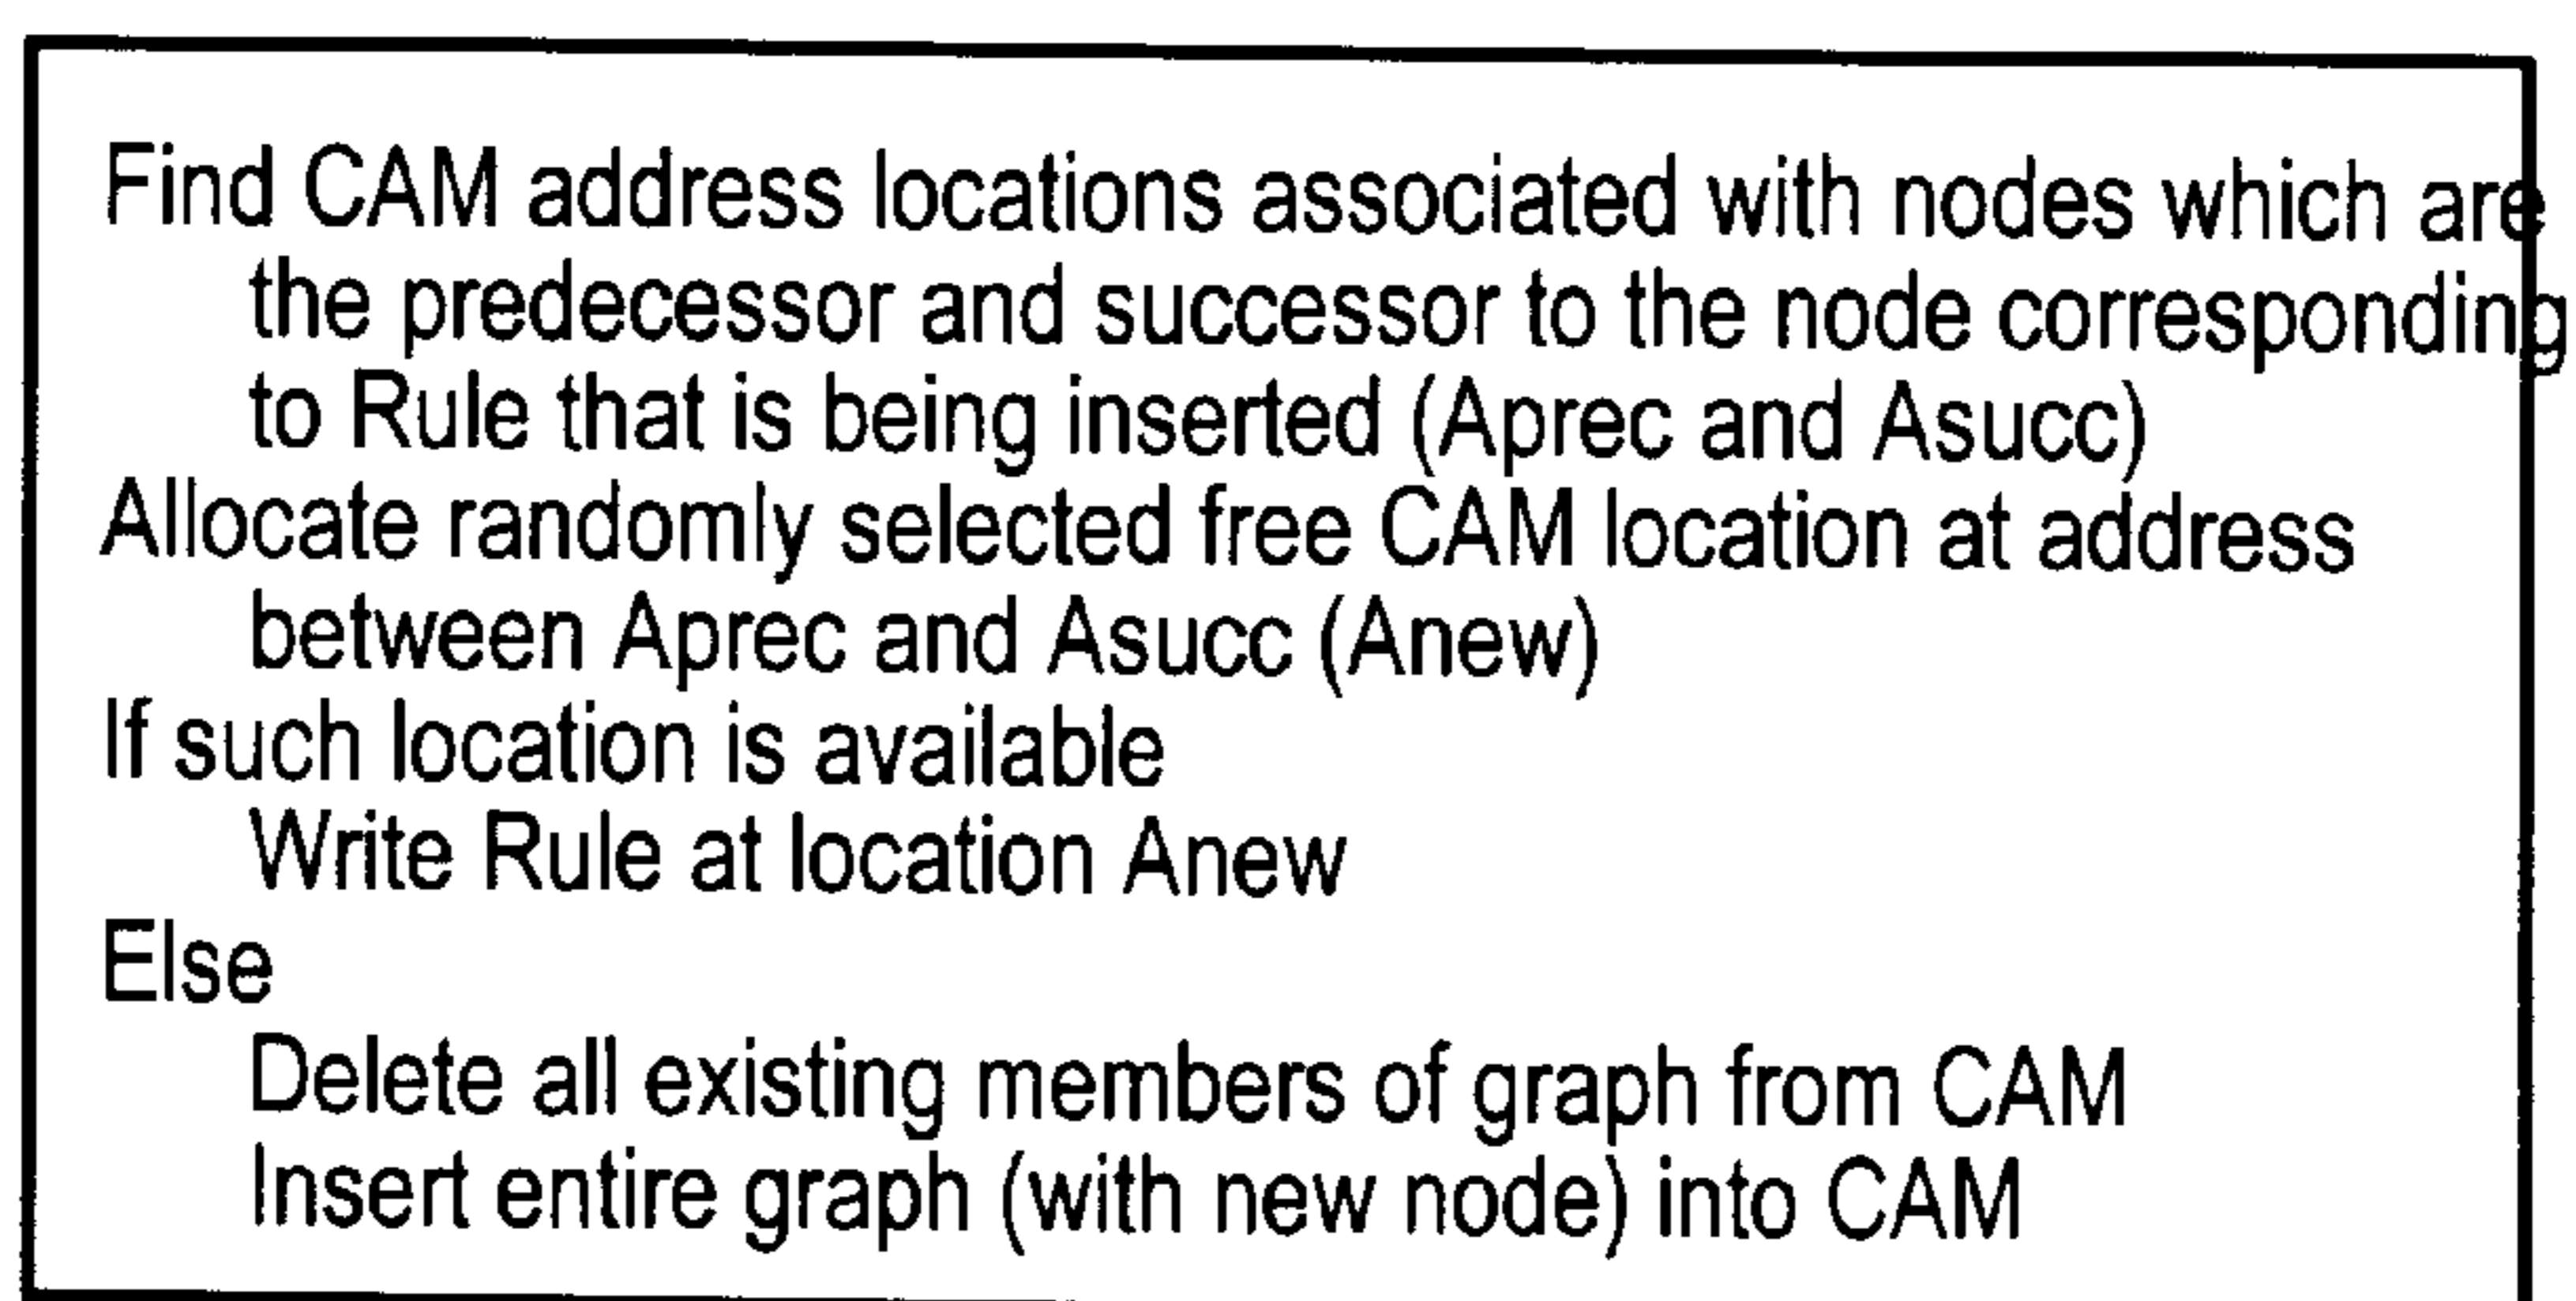 Find CAM address locations associated with nodes which are
the predecessor and successor to the node corresponding
to Rule that is being inserted (Aprec and Asucc)
Allocate randomly selected free CAM location at address
between Aprec and Asucc (Anew)
If such location is available
Write Rule at location Anew
Else
Delete all existing members of graph from CAM
Insert entire graph (with new node) into CAM